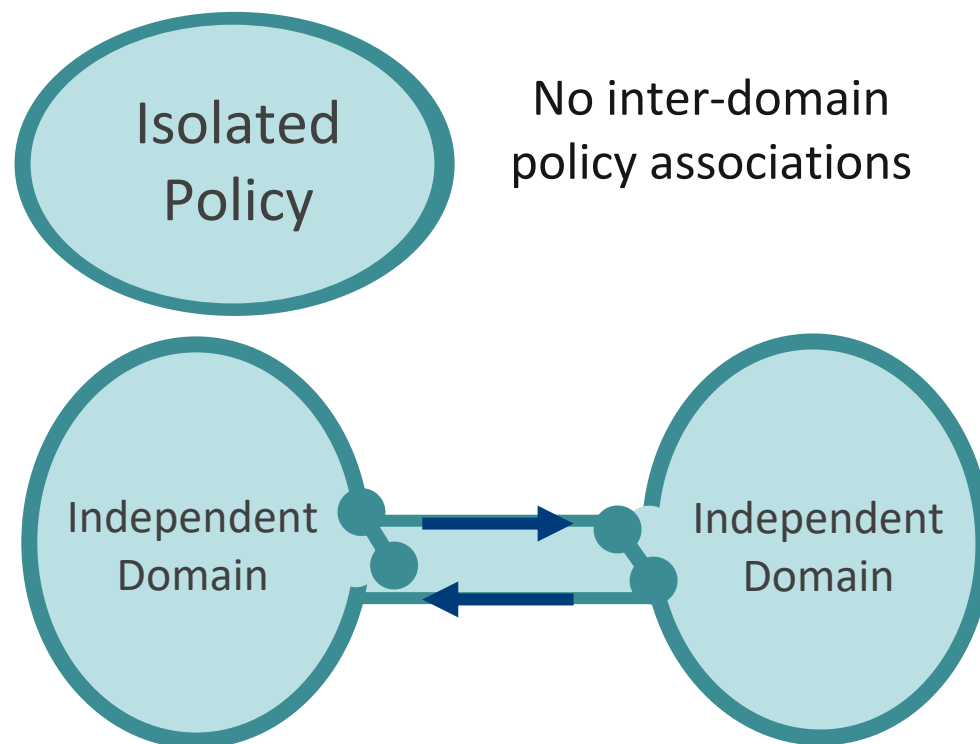 Isolated
Policy
No inter-domain
policy associations
Independent
Domain
Independent
Domain